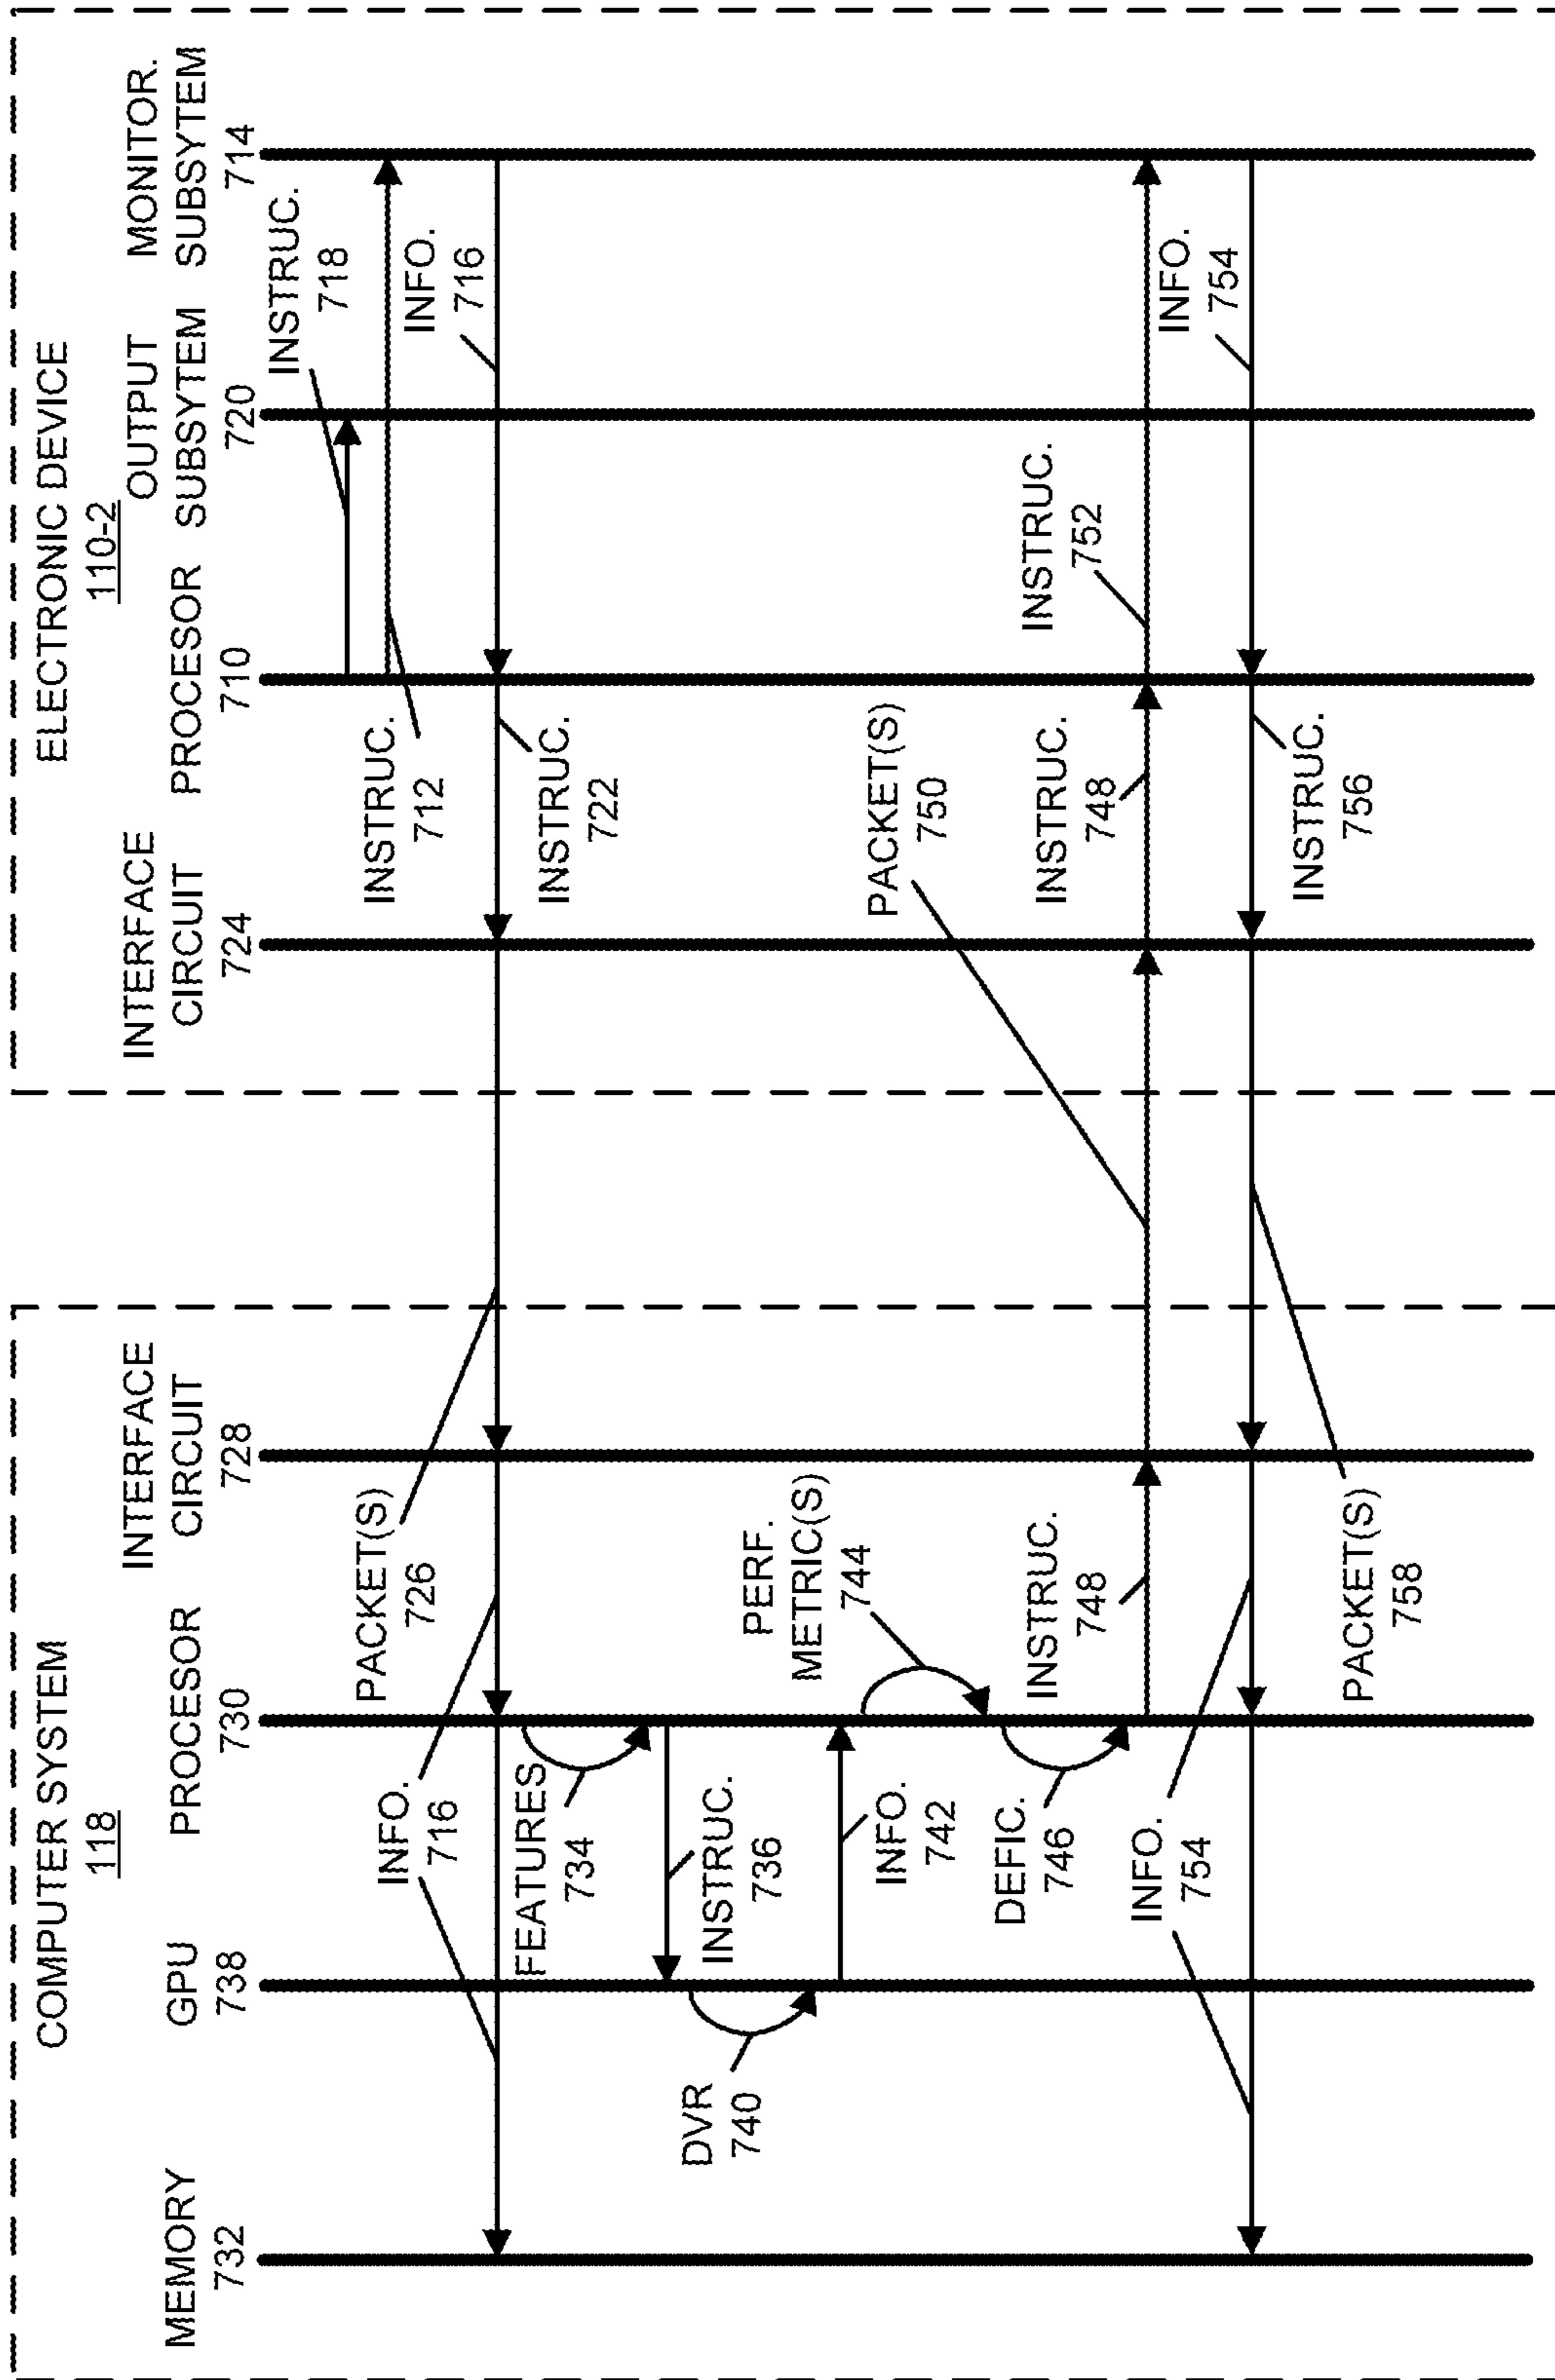 COMPUTER SYSTEM
118
ELECTRONIC DEVICE
110-2
MEMORY
732
GPU
738
PROCESOR
730
INTERFACE
CIRCUIT
728
INTERFACE
CIRCUIT
724
PROCESOR
710
OUTPUT
SUBSYTEM
720
MONITOR.
SUBSYTEM
714
INSTRUC.
718
INSTRUC.
712
INFO.
716
INSTRUC.
722
PACKET(S)
726
INFO.
716
FEATURES
734
INSTRUC.
736
DVR
740
INFO.
742
PERF.
METRIC(S)
744
DEFIC.
746
INSTRUC.
748
PACKET(S)
750
INSTRUC.
748
INSTRUC.
752
INFO.
754
INSTRUC.
756
PACKET(S)
758
INFO.
754